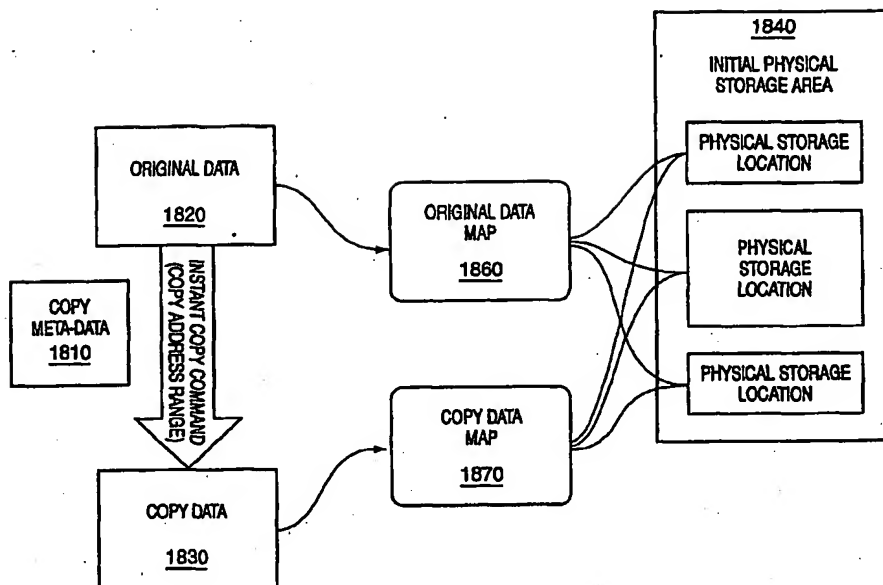 1840
INITIAL PHYSICAL
STORAGE AREA
PHYSICAL STORAGE
LOCATION
PHYSICAL
STORAGE
LOCATION
PHYSICAL STORAGE
LOCATION
ORIGINAL DATA
1820
ORIGINAL DATA
MAP
1860
COPY
META-DATA
1810
INSTANT COPY COMMAND
(COPY ADDRESS RANGE)
COPY DATA
MAP
1870
COPY DATA
1830